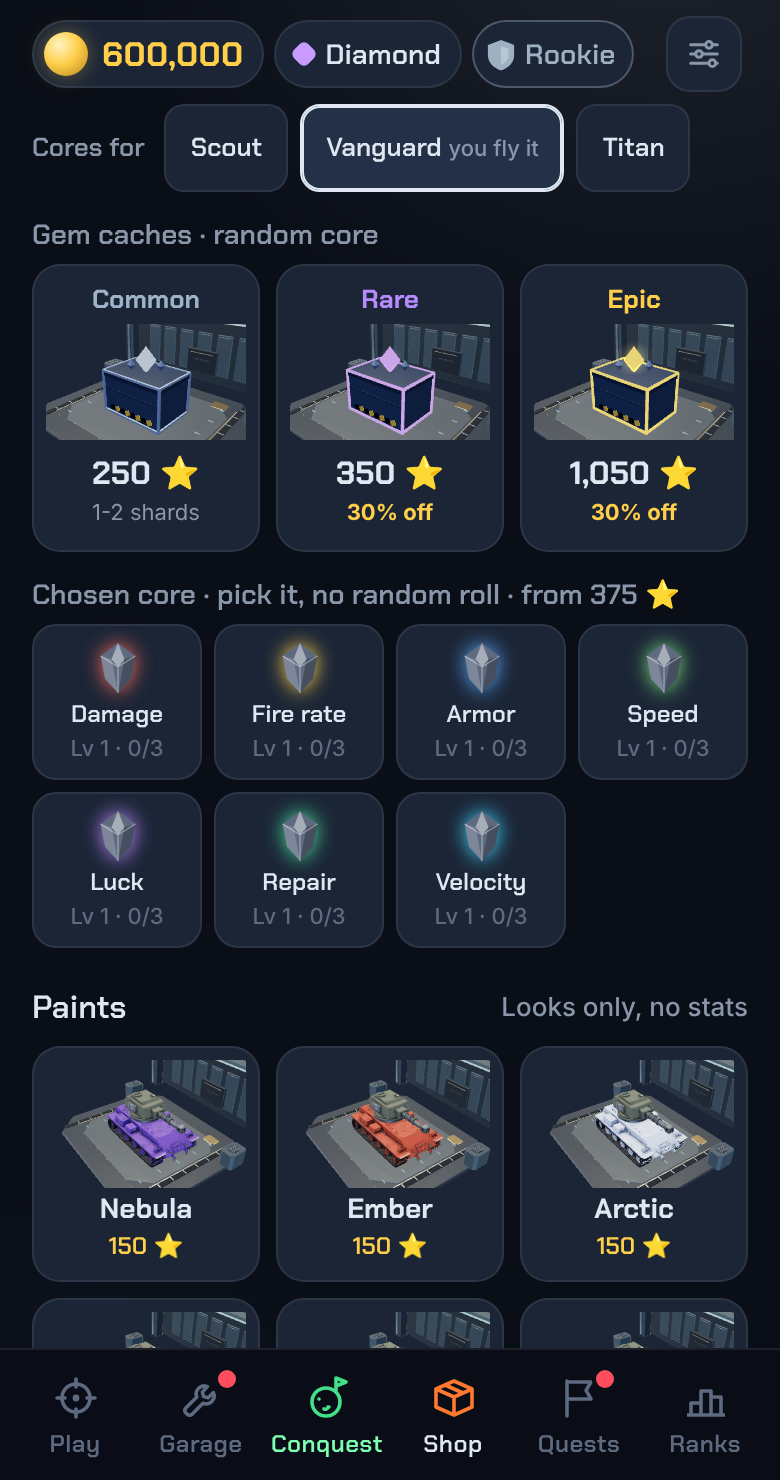 600,000 Diamond Rookie
Cores for Scout Vanguard you fly it Titan
Gem caches · random core
Common Rare Epic
250 ⭐ 350 ⭐ 1,050 ⭐
1-2 shards 30% off 30% off
Chosen core · pick it, no random roll · from 375 ⭐
Damage Fire rate Armor Speed
Lv 1 · 0/3 Lv 1 · 0/3 Lv 1 · 0/3 Lv 1 · 0/3
Luck Repair Velocity
Lv 1 · 0/3 Lv 1 · 0/3 Lv 1 · 0/3
Paints Looks only, no stats
Nebula Ember Arctic
150 ⭐ 150 ⭐ 150 ⭐
Play Garage Conquest Shop Quests Ranks